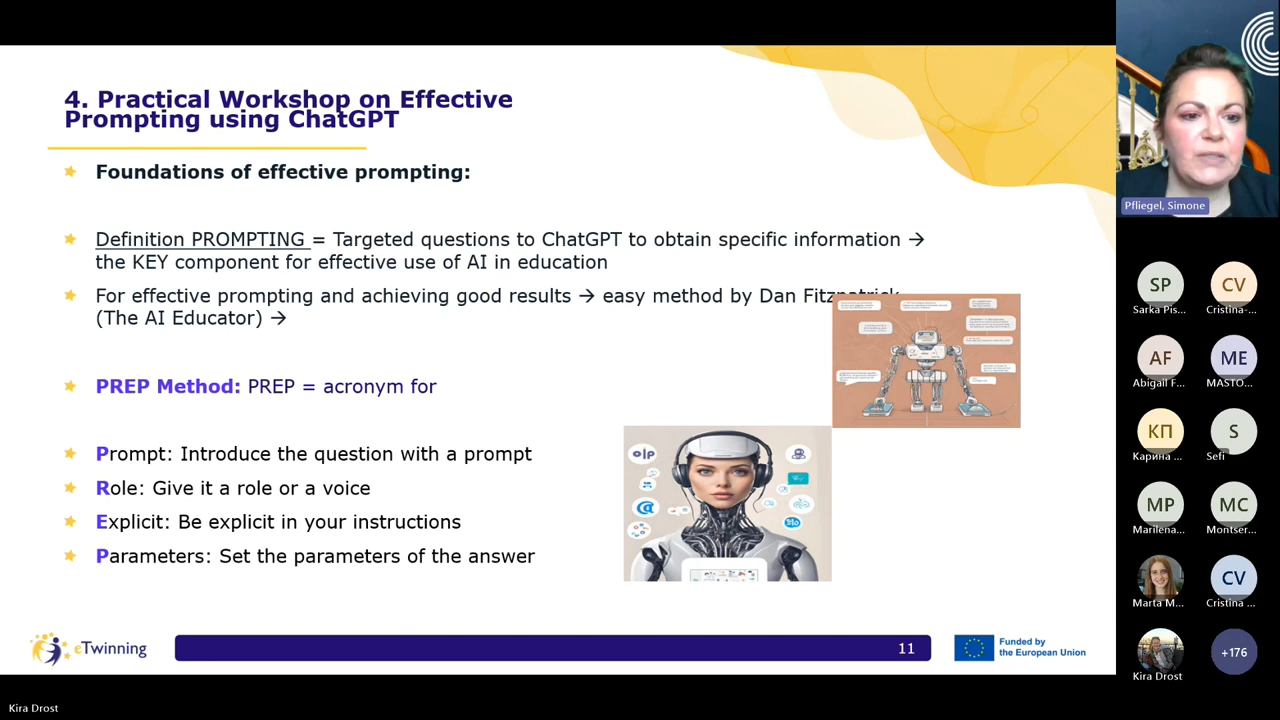 4. Practical Workshop on Effective
Prompting using ChatGPT
Foundations of effective prompting:
Definition PROMPTING = Targeted questions to ChatGPT to obtain specific information →
the KEY component for effective use of AI in education
For effective prompting and achieving good results → easy method by Dan Fitzpatrick
(The AI Educator) →
PREP Method: PREP = acronym for
Prompt: Introduce the question with a prompt
Role: Give it a role or a voice
Explicit: Be explicit in your instructions
Parameters: Set the parameters of the answer
eTwinning
11
Funded by
the European Union
Pfliegel, Simone
SP
CV
Sarka Pis...
Cristina-...
AF
ME
Abigail F...
MASTO...
КП
S
Карина ...
Sefi
MP
MC
Marilena...
Montser...
CV
Marta M...
Cristina ...
+176
Kira Drost
Kira Drost